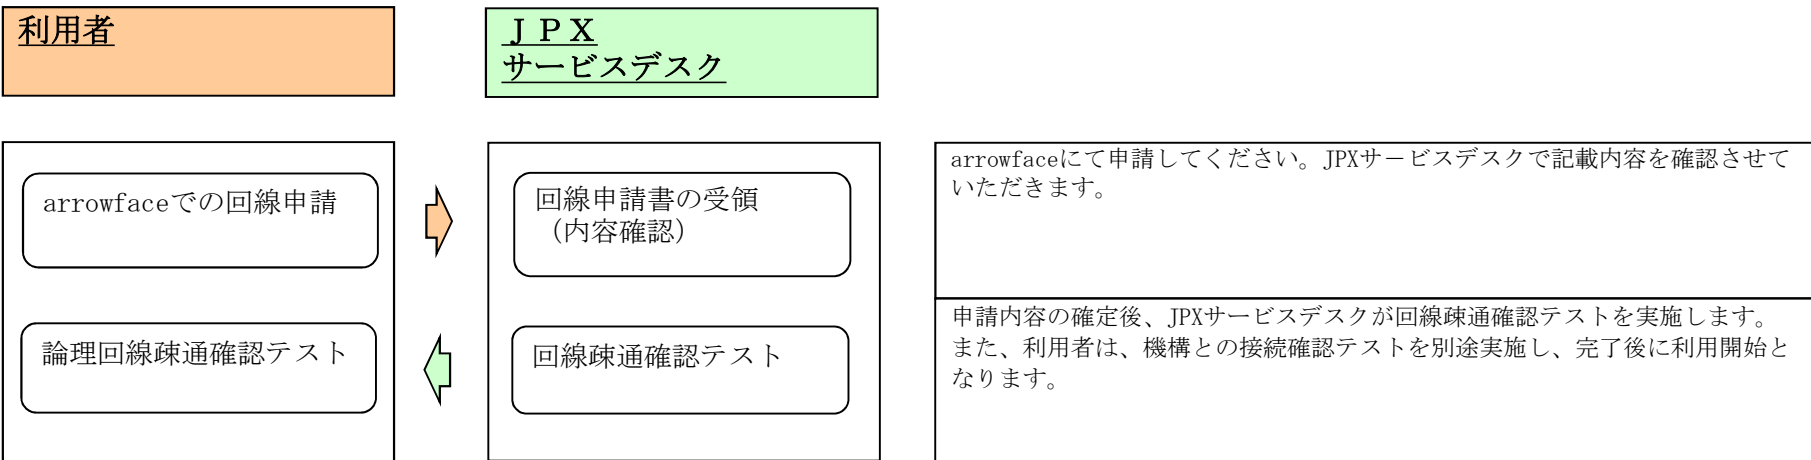 利用者
ＪＰＸ
サービスデスク
arrowfaceでの回線申請
回線申請書の受領
（内容確認）
arrowfaceにて申請してください。JPXサービスデスクで記載内容を確認させて
いただきます。
論理回線疎通確認テスト
回線疎通確認テスト
申請内容の確定後、JPXサービスデスクが回線疎通確認テストを実施します。
また、利用者は、機構との接続確認テストを別途実施し、完了後に利用開始と
なります。